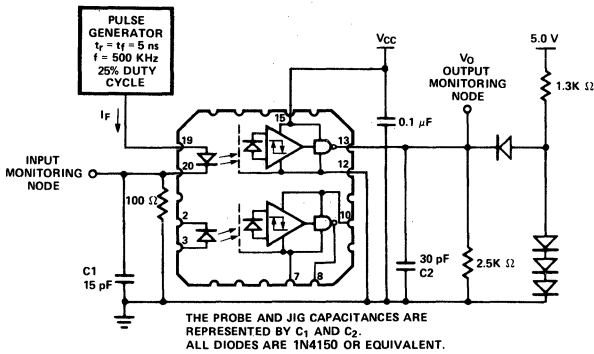 PULSE
GENERATOR
tr = tf = 5 ns
f = 500 KHz
25% DUTY
CYCLE
IF
VCC
VO
OUTPUT
MONITORING
NODE
5.0 V
1.3K Ω
0.1 μF
15
19
13
20
12
INPUT
MONITORING
NODE
100 Ω
2
10
3
7
8
30 pF
C2
2.5K Ω
C1
15 pF
THE PROBE AND JIG CAPACITANCES ARE
REPRESENTED BY C1 AND C2.
ALL DIODES ARE 1N4150 OR EQUIVALENT.